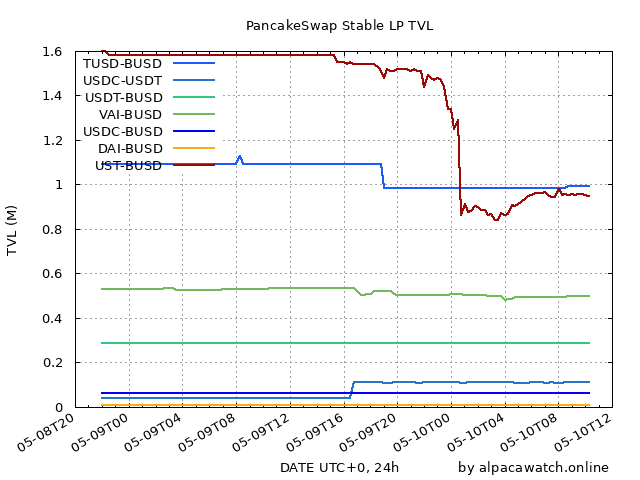 PancakeSwap Stable LP TVL
TVL (M)
1.6
1.4
1.2
1
0.8
0.6
0.4
0.2
0
TUSD-BUSD
USDC-USDT
USDT-BUSD
VAI-BUSD
USDC-BUSD
DAI-BUSD
UST-BUSD
05-08T20
05-09T00
05-09T04
05-09T08
05-09T12
05-09T16
05-09T20
05-10T00
05-10T04
05-10T08
05-10T12
DATE UTC+0, 24h
by alpacawatch.online